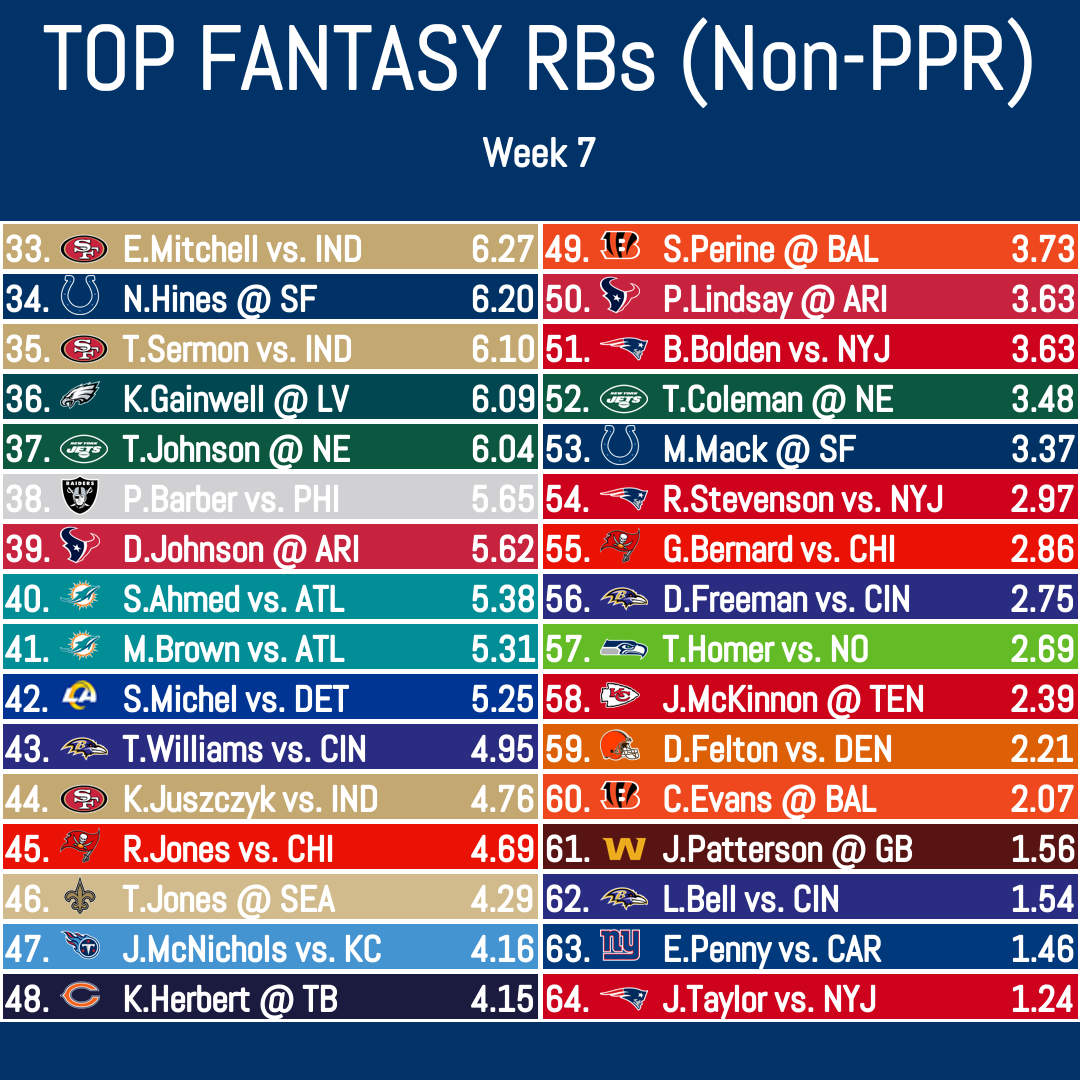 TOP FANTASY RBs (Non-PPR)
Week 7
33. E.Mitchell vs. IND 6.27
34. N.Hines @ SF 6.20
35. T.Sermon vs. IND 6.10
36. K.Gainwell @ LV 6.09
37. T.Johnson @ NE 6.04
38. P.Barber vs. PHI 5.65
39. D.Johnson @ ARI 5.62
40. S.Ahmed vs. ATL 5.38
41. M.Brown vs. ATL 5.31
42. S.Michel vs. DET 5.25
43. T.Williams vs. CIN 4.95
44. K.Juszczyk vs. IND 4.76
45. R.Jones vs. CHI 4.69
46. T.Jones @ SEA 4.29
47. J.McNichols vs. KC 4.16
48. K.Herbert @ TB 4.15
49. S.Perine @ BAL 3.73
50. P.Lindsay @ ARI 3.63
51. B.Bolden vs. NYJ 3.63
52. T.Coleman @ NE 3.48
53. M.Mack @ SF 3.37
54. R.Stevenson vs. NYJ 2.97
55. G.Bernard vs. CHI 2.86
56. D.Freeman vs. CIN 2.75
57. T.Homer vs. NO 2.69
58. J.McKinnon @ TEN 2.39
59. D.Felton vs. DEN 2.21
60. C.Evans @ BAL 2.07
61. J.Patterson @ GB 1.56
62. L.Bell vs. CIN 1.54
63. E.Penny vs. CAR 1.46
64. J.Taylor vs. NYJ 1.24